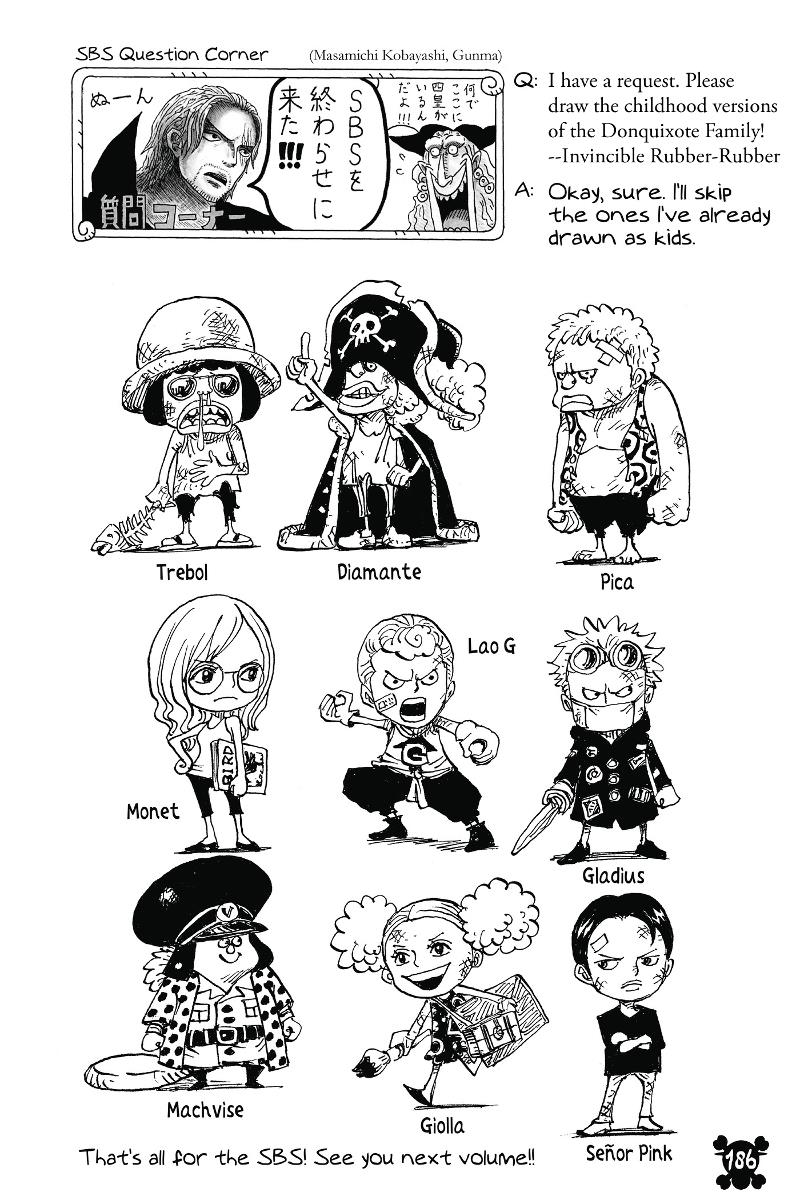 SBS Question Corner
(Masamichi Kobayashi, Gunma)
ぬーん
SBSを
終わらせに
来た!!!
何で
ここに
四皇が
いるん
だよ!!!
質問コーナー
Q: I have a request. Please
draw the childhood versions
of the Donquixote Family!
--Invincible Rubber-Rubber
A: Okay, sure. I'll skip
the ones I've already
drawn as kids.
Trebol
Diamante
Pica
Monet
BIRD
Lao G
G
Gladius
V
Machvise
Giolla
Señor Pink
That's all for the SBS! See you next volume!!
186